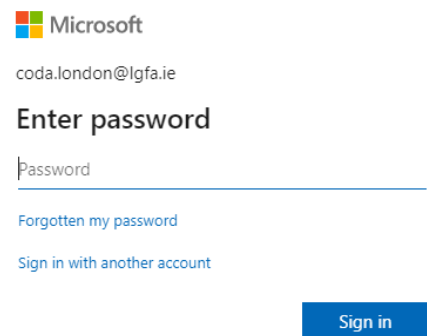 Microsoft
coda.london@lgfa.ie
Enter password
Password
Forgotten my password
Sign in with another account
Sign in